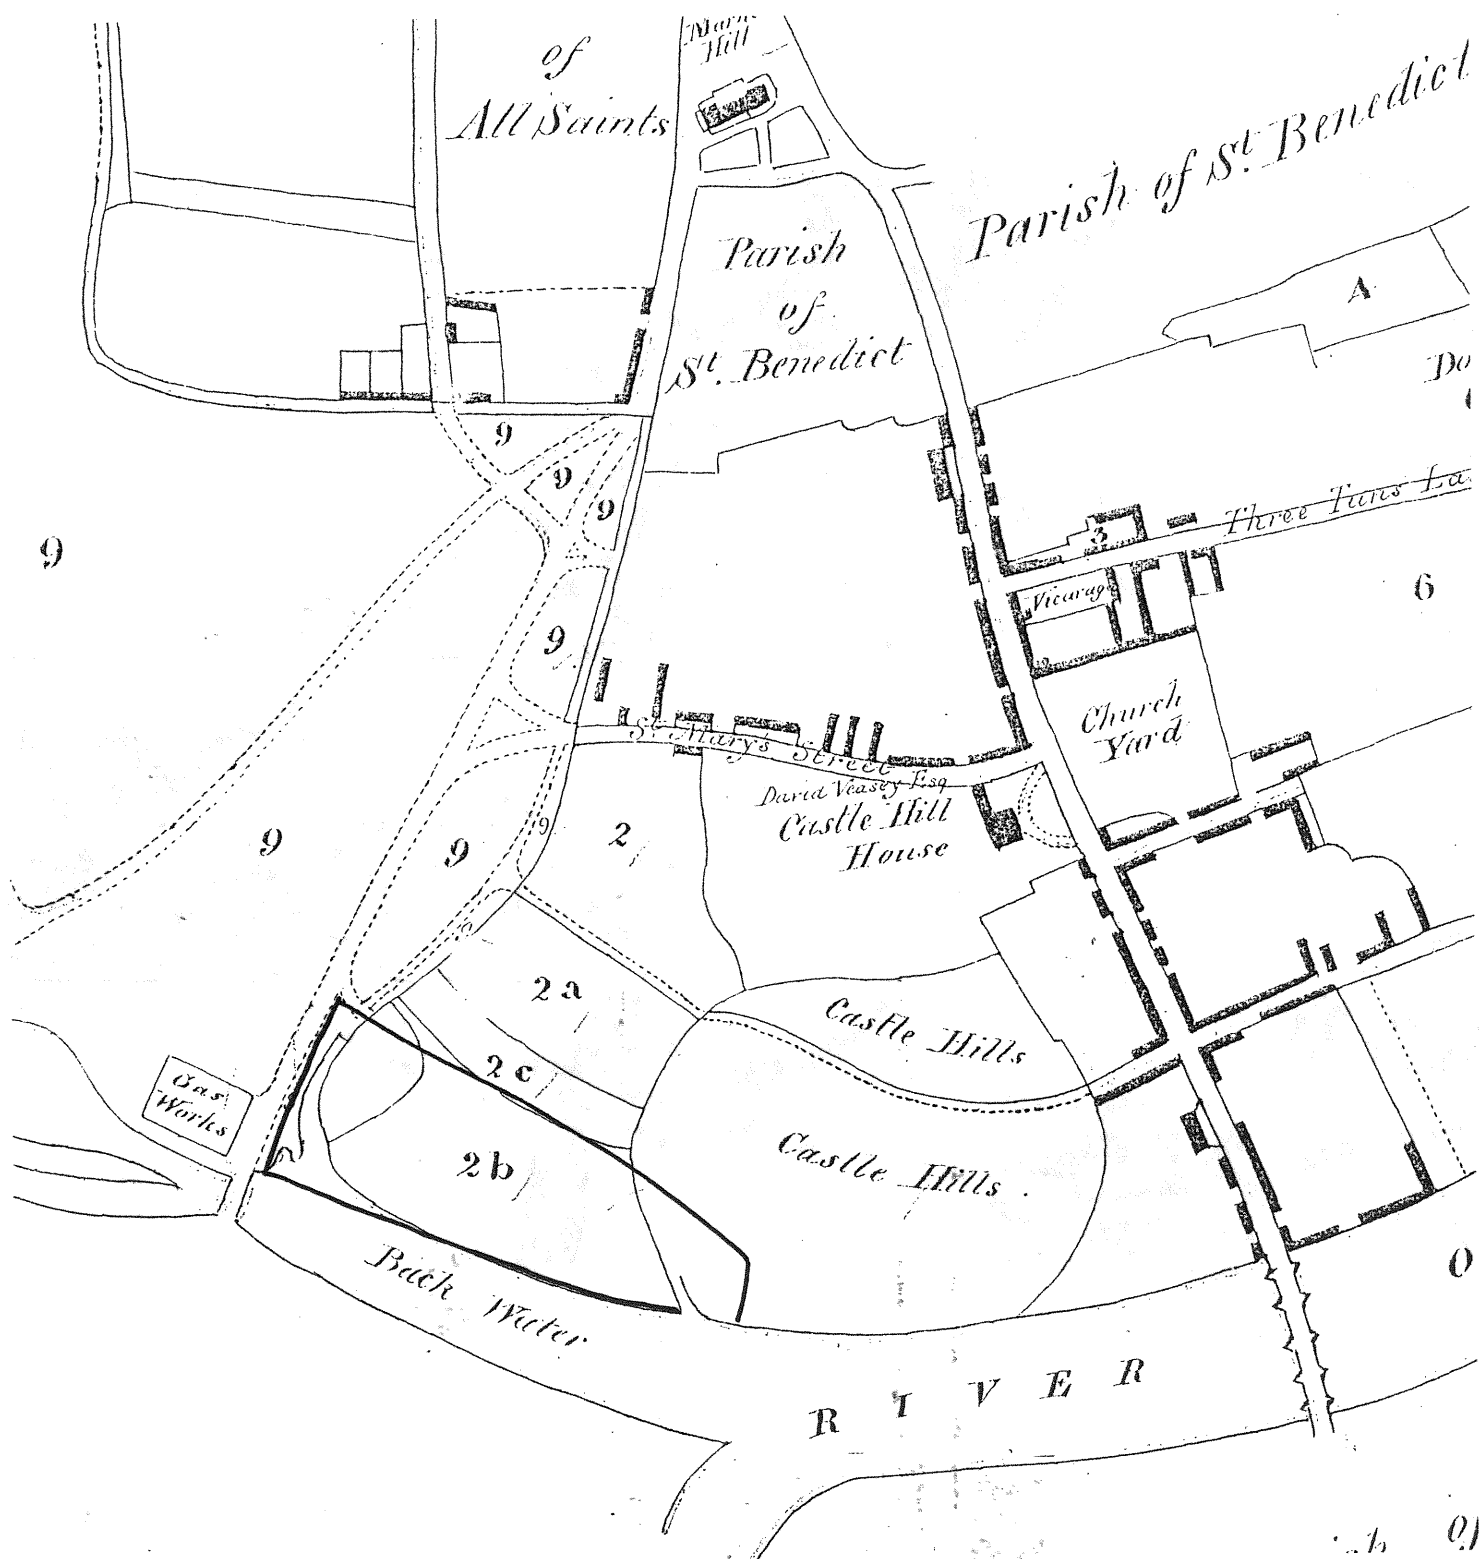 of
All Saints
Hill
Parish of St. Benedict
Parish
of
St. Benedict
A
9
9
9
9
3
Three Tuns
Vicarage
6
9
Church
Yard
St. Mary's Street
David Veasey Esq
Castle Hill
House
9
9
9
2
2a
Castle Hills
2c
Gas
Works
2b
Castle Hills
Back Water
RIVER